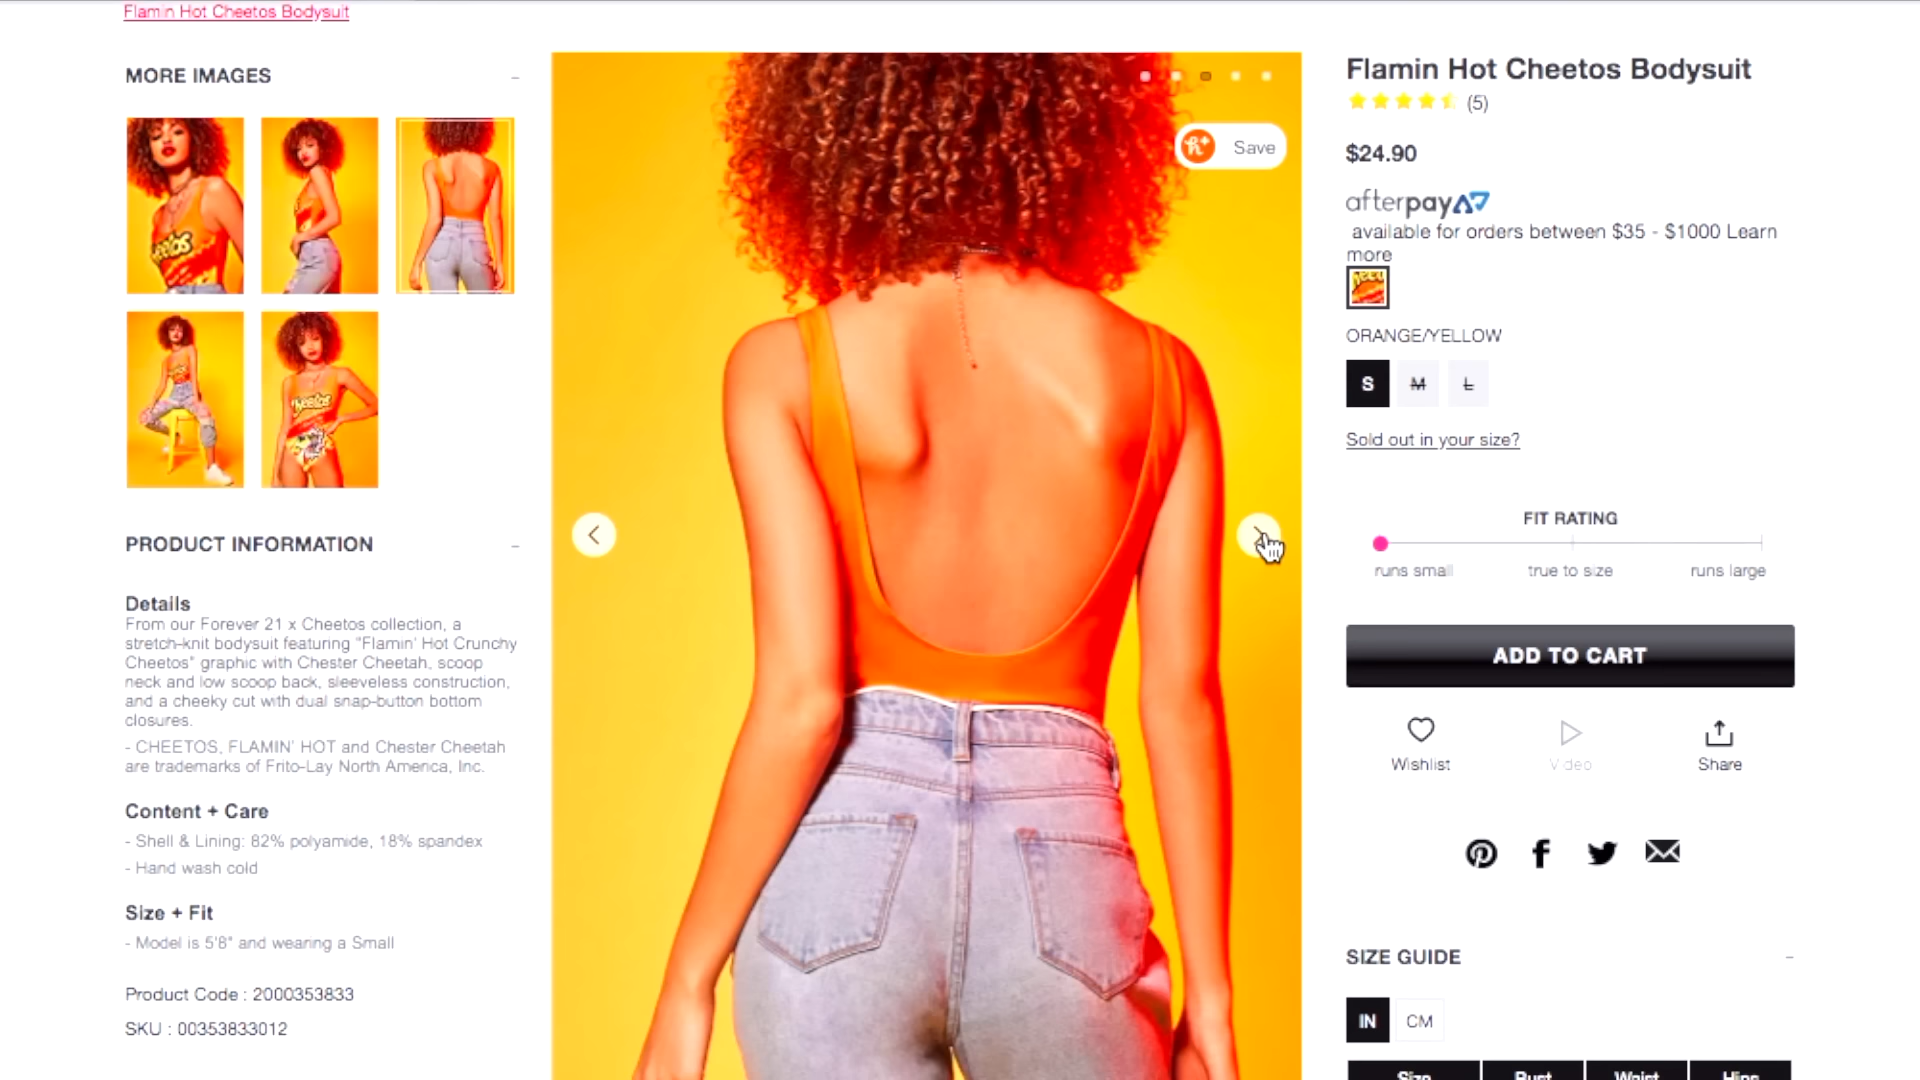 Flamin Hot Cheetos Bodysuit
MORE IMAGES
PRODUCT INFORMATION
Details
From our Forever 21 x Cheetos collection, a
stretch-knit bodysuit featuring "Flamin' Hot Crunchy
Cheetos" graphic with Chester Cheetah, scoop
neck and low scoop back, sleeveless construction,
and a cheeky cut with dual snap-button bottom
closures.
- CHEETOS, FLAMIN' HOT and Chester Cheetah
are trademarks of Frito-Lay North America, Inc.
Content + Care
- Shell & Lining: 82% polyamide, 18% spandex
- Hand wash cold
Size + Fit
- Model is 5'8" and wearing a Small
Product Code : 2000353833
SKU : 00353833012
Save
Flamin Hot Cheetos Bodysuit
(5)
$24.90
afterpay
available for orders between $35 - $1000 Learn
more
ORANGE/YELLOW
S M L
Sold out in your size?
FIT RATING
runs small true to size runs large
ADD TO CART
Wishlist Video Share
SIZE GUIDE
IN CM
Size Bust Waist Hips